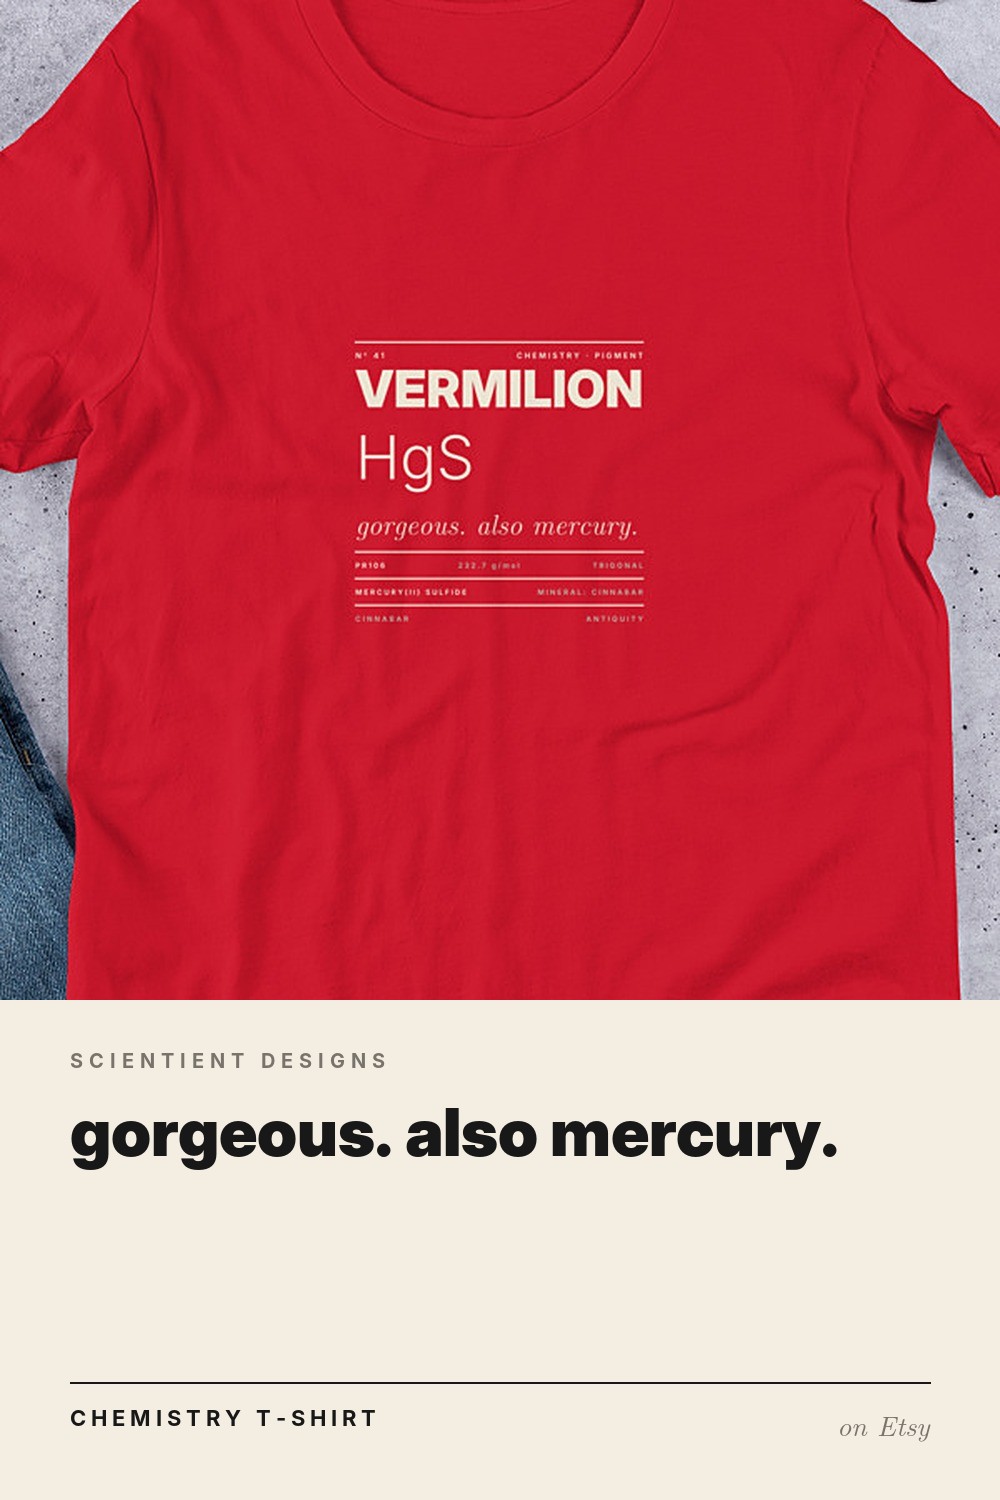 N° 41 CHEMISTRY · PIGMENT
VERMILION
HgS
gorgeous. also mercury.
PR106 232.7 g/mol TRIGONAL
MERCURY(II) SULFIDE MINERAL: CINNABAR
CINNABAR ANTIQUITY
SCIENTIENT DESIGNS
gorgeous. also mercury.
CHEMISTRY T-SHIRT on Etsy